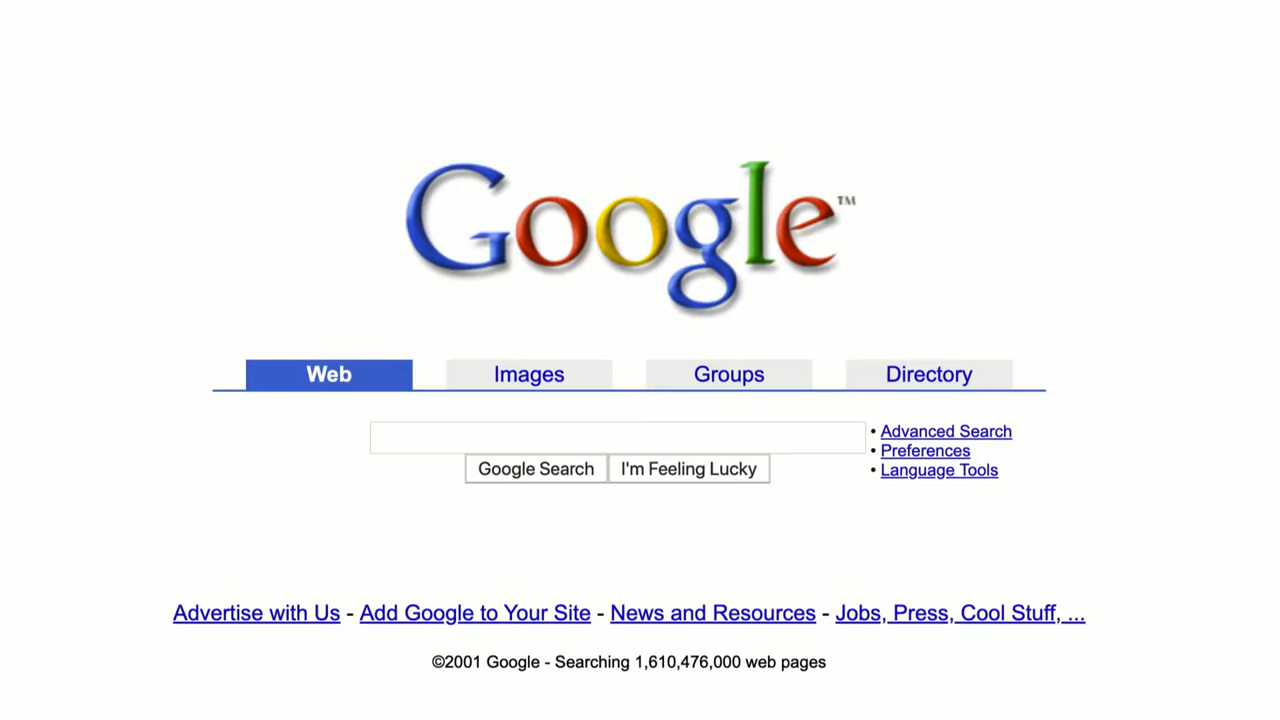 Google™
Web Images Groups Directory
• Advanced Search
• Preferences
• Language Tools
Google Search I'm Feeling Lucky
Advertise with Us - Add Google to Your Site - News and Resources - Jobs, Press, Cool Stuff, ...
©2001 Google - Searching 1,610,476,000 web pages